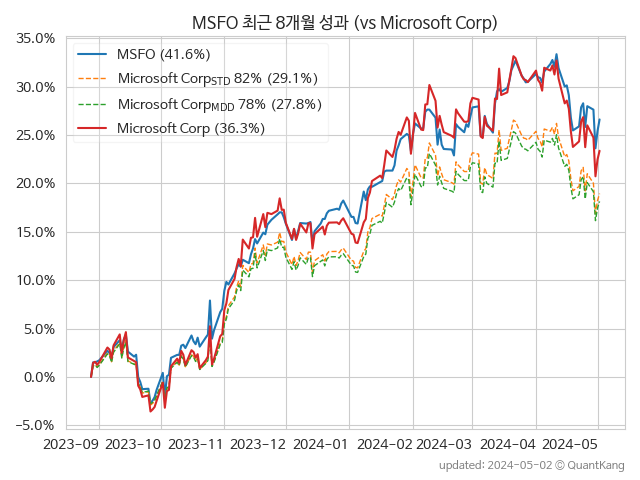 MSFO 최근 8개월 성과 (vs Microsoft Corp)
35.0%
30.0%
25.0%
20.0%
15.0%
10.0%
5.0%
0.0%
−5.0%
MSFO (41.6%)
Microsoft CorpSTD 82% (29.1%)
Microsoft CorpMDD 78% (27.8%)
Microsoft Corp (36.3%)
2023-09 2023-10 2023-11 2023-12 2024-01 2024-02 2024-03 2024-04 2024-05
updated: 2024-05-02 © QuantKang